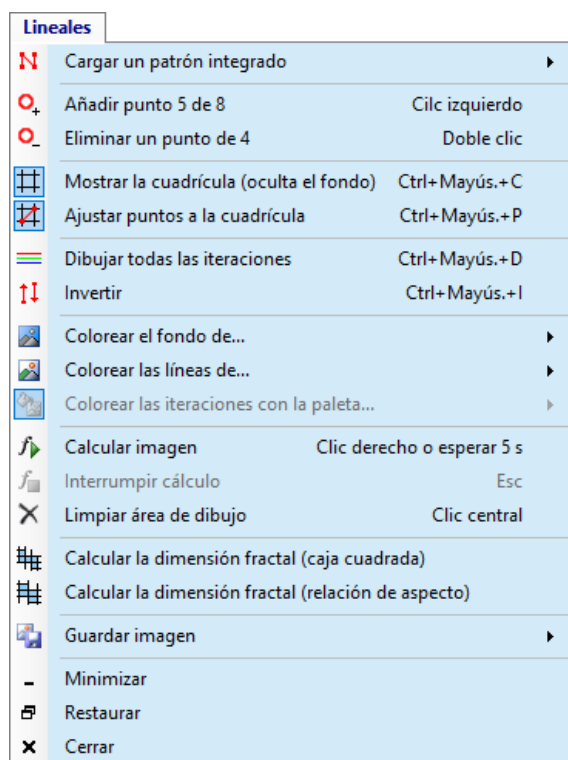 Lineales
Cargar un patrón integrado
Añadir punto 5 de 8 Cilc izquierdo
Eliminar un punto de 4 Doble clic
Mostrar la cuadrícula (oculta el fondo) Ctrl+Mayús.+C
Ajustar puntos a la cuadrícula Ctrl+Mayús.+P
Dibujar todas las iteraciones Ctrl+Mayús.+D
Invertir Ctrl+Mayús.+I
Colorear el fondo de...
Colorear las líneas de...
Colorear las iteraciones con la paleta...
Calcular imagen Clic derecho o esperar 5 s
Interrumpir cálculo Esc
Limpiar área de dibujo Clic central
Calcular la dimensión fractal (caja cuadrada)
Calcular la dimensión fractal (relación de aspecto)
Guardar imagen
Minimizar
Restaurar
Cerrar